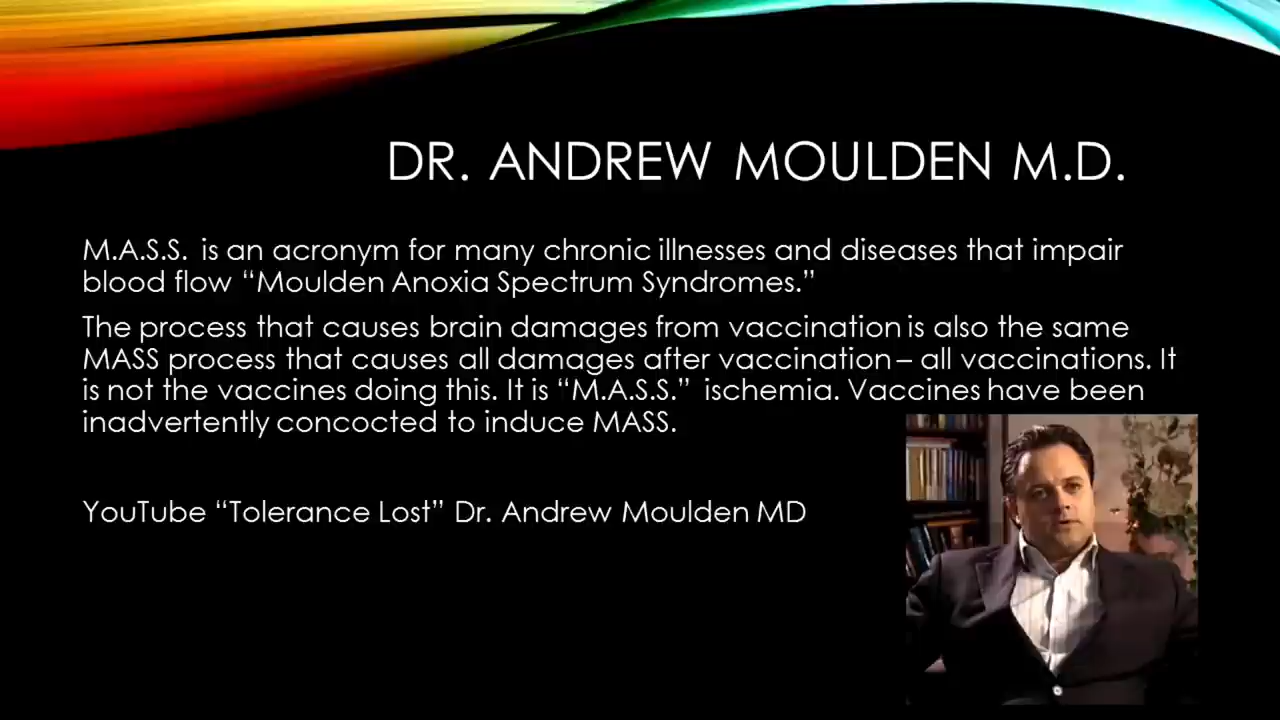 DR. ANDREW MOULDEN M.D.
M.A.S.S. is an acronym for many chronic illnesses and diseases that impair
blood flow “Moulden Anoxia Spectrum Syndromes.”
The process that causes brain damages from vaccination is also the same
MASS process that causes all damages after vaccination – all vaccinations. It
is not the vaccines doing this. It is “M.A.S.S.” ischemia. Vaccines have been
inadvertently concocted to induce MASS.
YouTube “Tolerance Lost” Dr. Andrew Moulden MD